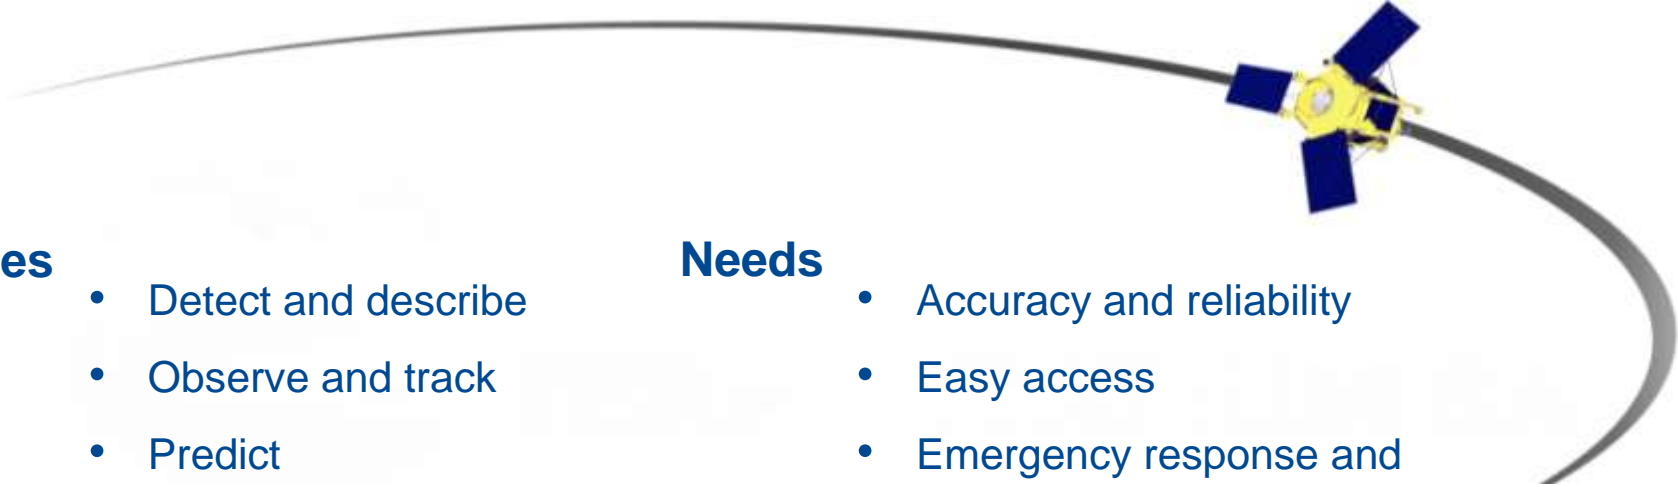 es
• Detect and describe
• Observe and track
• Predict
Needs
• Accuracy and reliability
• Easy access
• Emergency response and